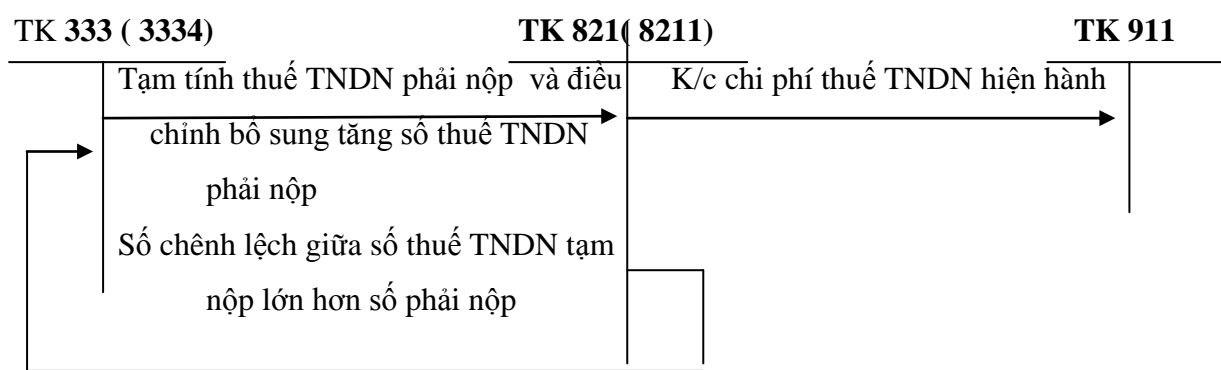 TK 333 ( 3334) TK 821( 8211) TK 911
Tạm tính thuế TNDN phải nộp và điều K/c chi phí thuế TNDN hiện hành
chỉnh bổ sung tăng số thuế TNDN
phải nộp
Số chênh lệch giữa số thuế TNDN tạm
nộp lớn hơn số phải nộp